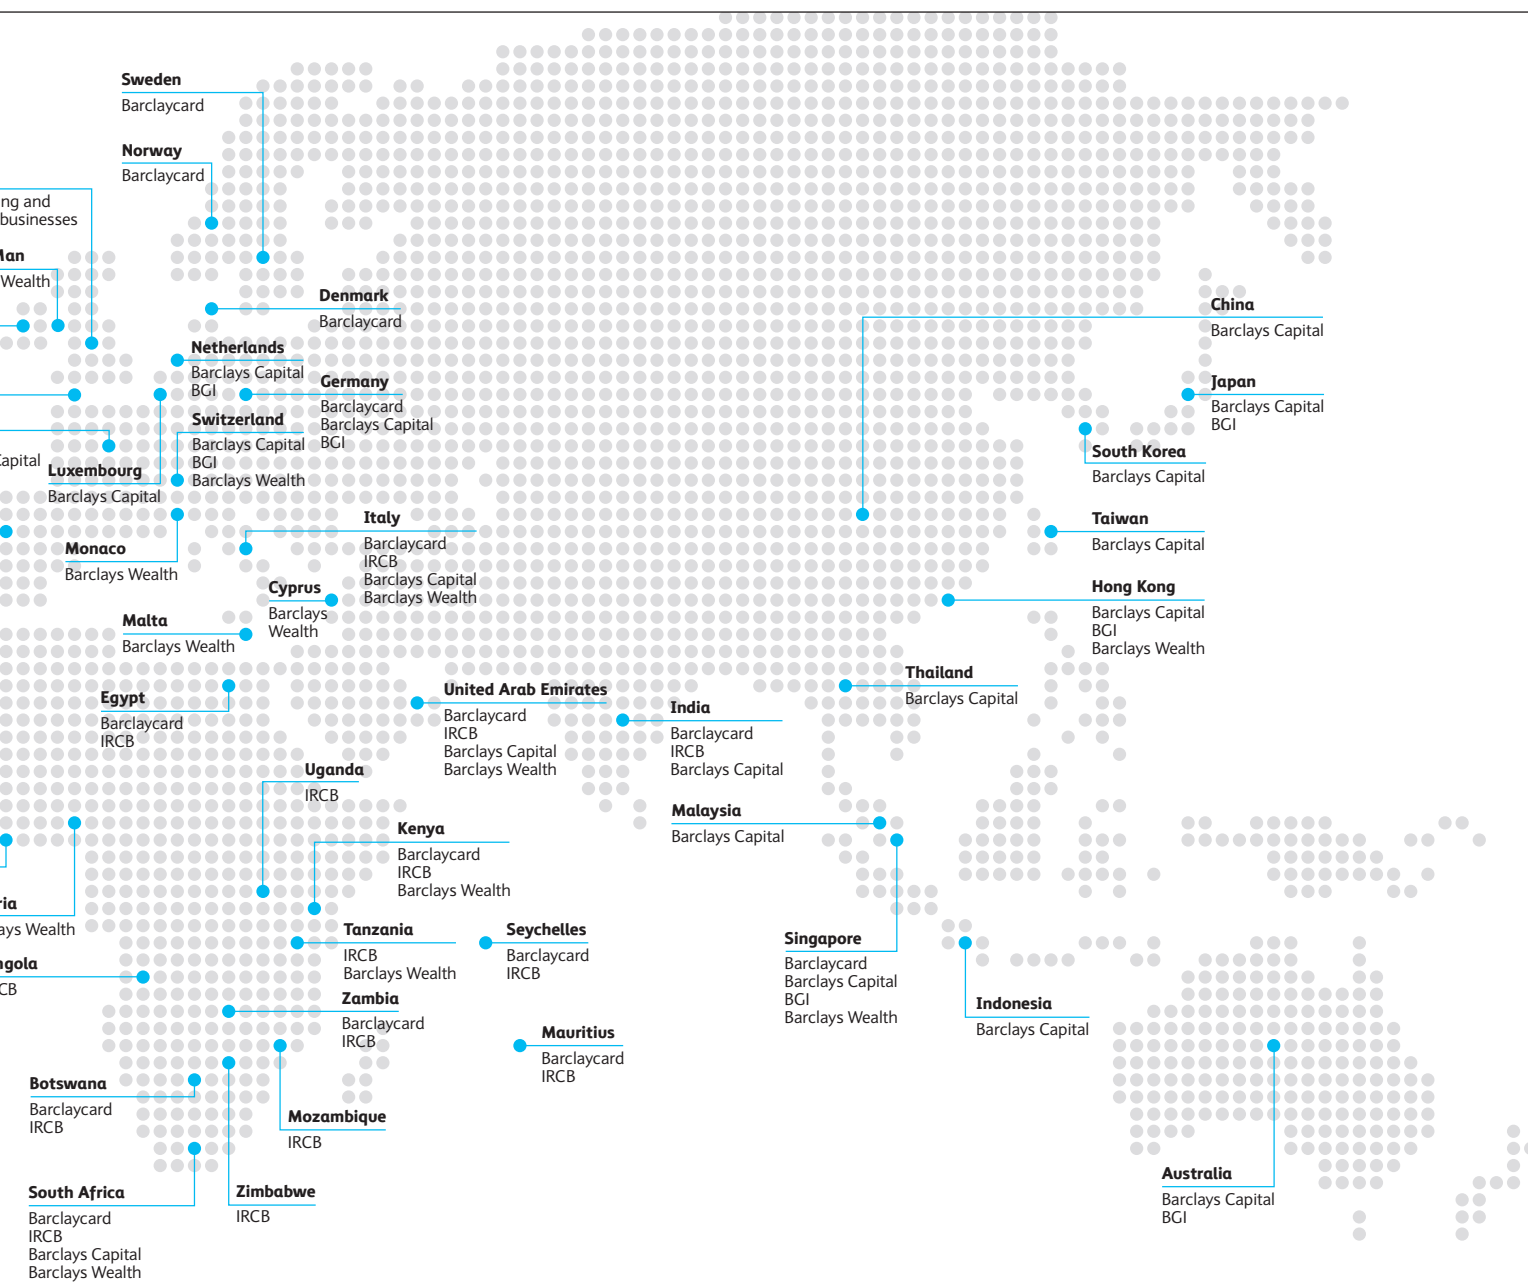 Sweden
Barclaycard
Norway
Barclaycard
ng and
businesses
Man
Wealth
Denmark
Barclaycard
Netherlands
Barclays Capital
BGI
Germany
Barclaycard
Barclays Capital
BGI
Switzerland
Barclays Capital
BGI
Barclays Wealth
Capital
Luxembourg
Barclays Capital
Monaco
Barclays Wealth
Italy
Barclaycard
IRCB
Barclays Capital
Barclays Wealth
Cyprus
Barclays
Wealth
Malta
Barclays Wealth
China
Barclays Capital
Japan
Barclays Capital
BGI
South Korea
Barclays Capital
Taiwan
Barclays Capital
Hong Kong
Barclays Capital
BGI
Barclays Wealth
Thailand
Barclays Capital
Egypt
Barclaycard
IRCB
United Arab Emirates
Barclaycard
IRCB
Barclays Capital
Barclays Wealth
India
Barclaycard
IRCB
Barclays Capital
Uganda
IRCB
Kenya
Barclaycard
IRCB
Barclays Wealth
Malaysia
Barclays Capital
ria
ays Wealth
ngola
CB
Tanzania
IRCB
Barclays Wealth
Seychelles
Barclaycard
IRCB
Zambia
Barclaycard
IRCB
Mauritius
Barclaycard
IRCB
Singapore
Barclaycard
Barclays Capital
BGI
Barclays Wealth
Indonesia
Barclays Capital
Botswana
Barclaycard
IRCB
Mozambique
IRCB
South Africa
Barclaycard
IRCB
Barclays Capital
Barclays Wealth
Zimbabwe
IRCB
Australia
Barclays Capital
BGI